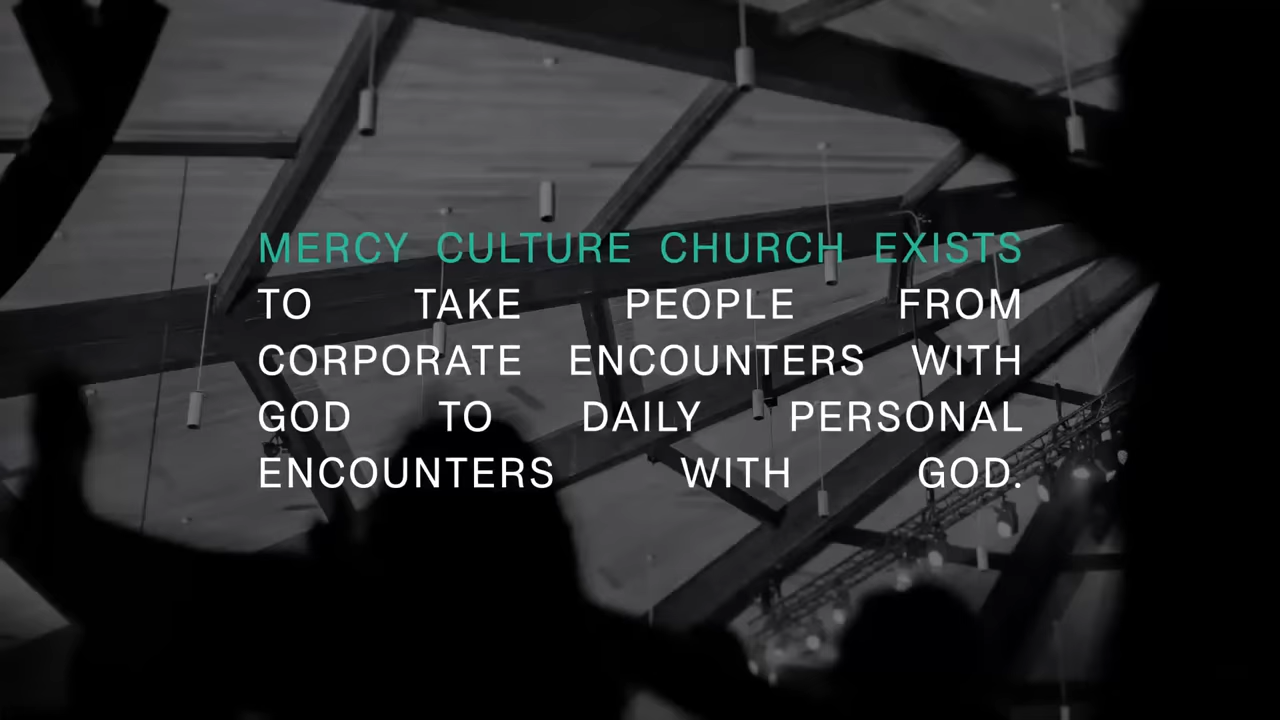 MERCY CULTURE CHURCH EXISTS
TO TAKE PEOPLE FROM
CORPORATE ENCOUNTERS WITH
GOD TO DAILY PERSONAL
ENCOUNTERS WITH GOD.